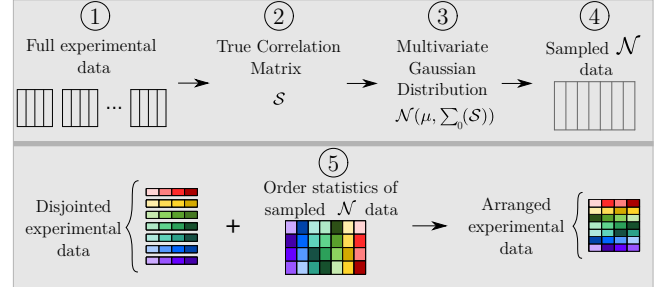 1
Full experimental
data
...
2
True Correlation
Matrix
𝒮
3
Multivariate
Gaussian
Distribution
𝒩(μ, ∑₀(𝒮))
4
Sampled 𝒩
data
5
Disjointed
experimental
data
+
Order statistics of
sampled 𝒩 data
Arranged
experimental
data